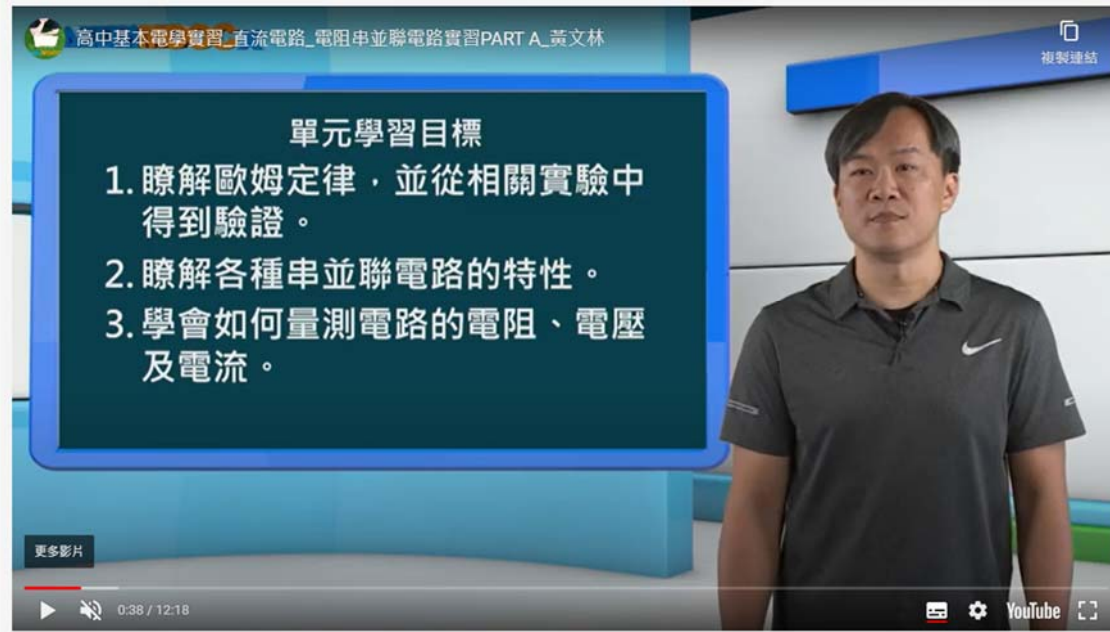 高中基本電學實習_直流電路_電阻串並聯電路實習PART A_黃文林
複製連結
單元學習目標
1. 瞭解歐姆定律，並從相關實驗中
得到驗證。
2. 瞭解各種串並聯電路的特性。
3. 學會如何量測電路的電阻、電壓
及電流。
更多影片
0:38 / 12:18
YouTube